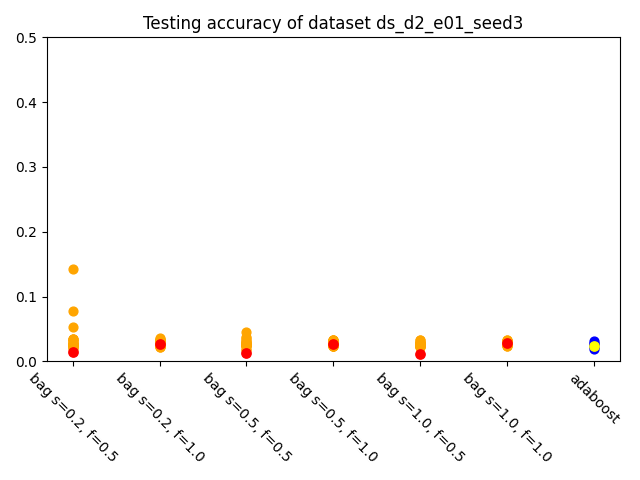 Testing accuracy of dataset ds_d2_e01_seed3
0.5
0.4
0.3
0.2
0.1
0.0
bag s=0.2, f=0.5
bag s=0.2, f=1.0
bag s=0.5, f=0.5
bag s=0.5, f=1.0
bag s=1.0, f=0.5
bag s=1.0, f=1.0
adaboost